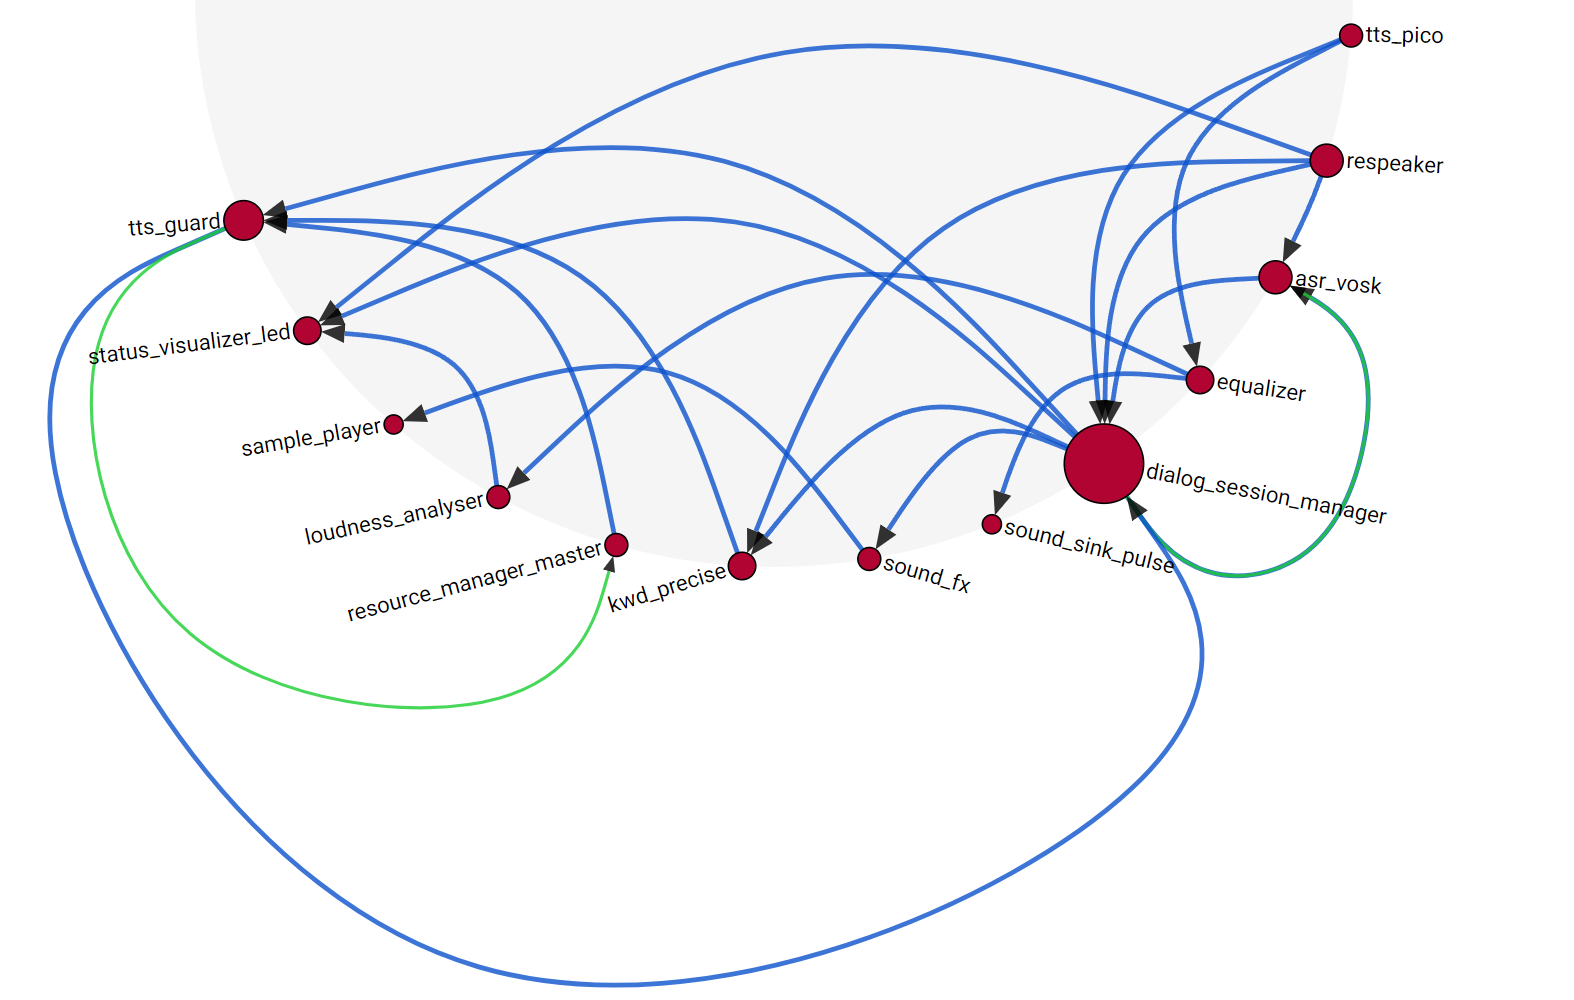 tts_pico
respeaker
tts_guard
asr_vosk
status_visualizer_led
equalizer
sample_player
dialog_session_manager
loudness_analyser
sound_sink_pulse
resource_manager_master
kwd_precise
sound_fx